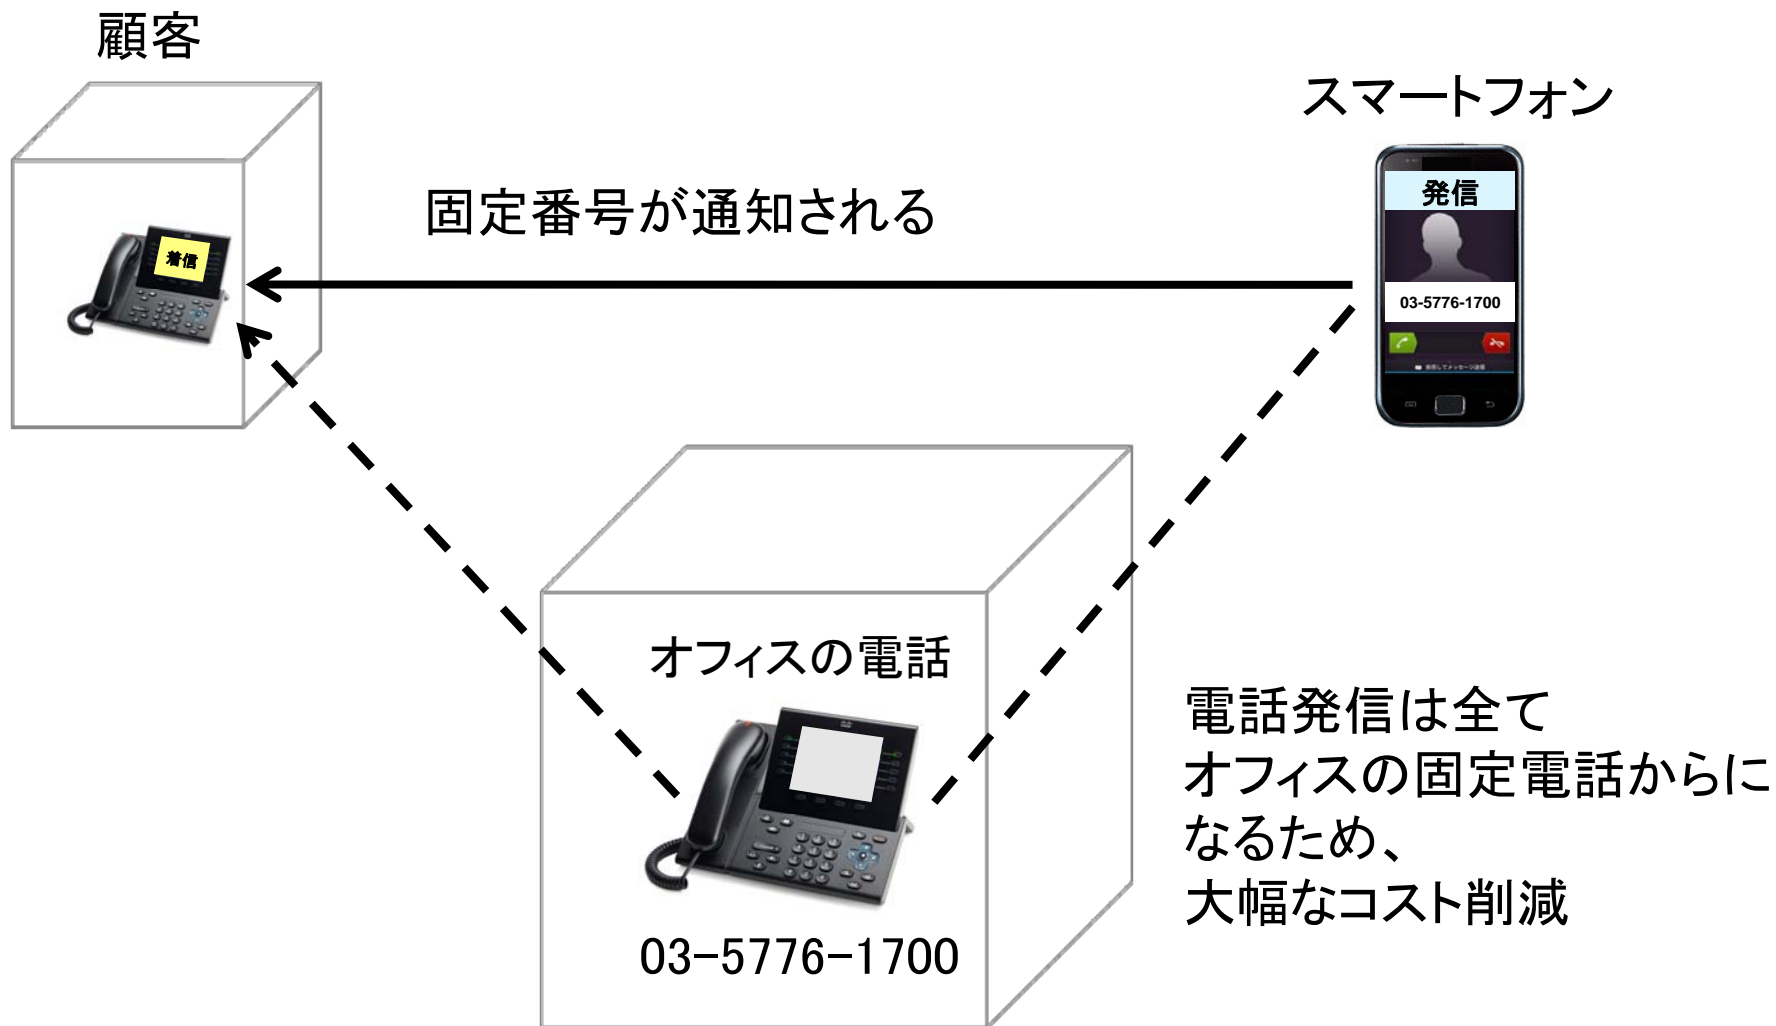 顧客
スマートフォン
発信
固定番号が通知される
着信
03-5776-1700
オフィスの電話
電話発信は全て
オフィスの固定電話からに
なるため、
大幅なコスト削減
03-5776-1700